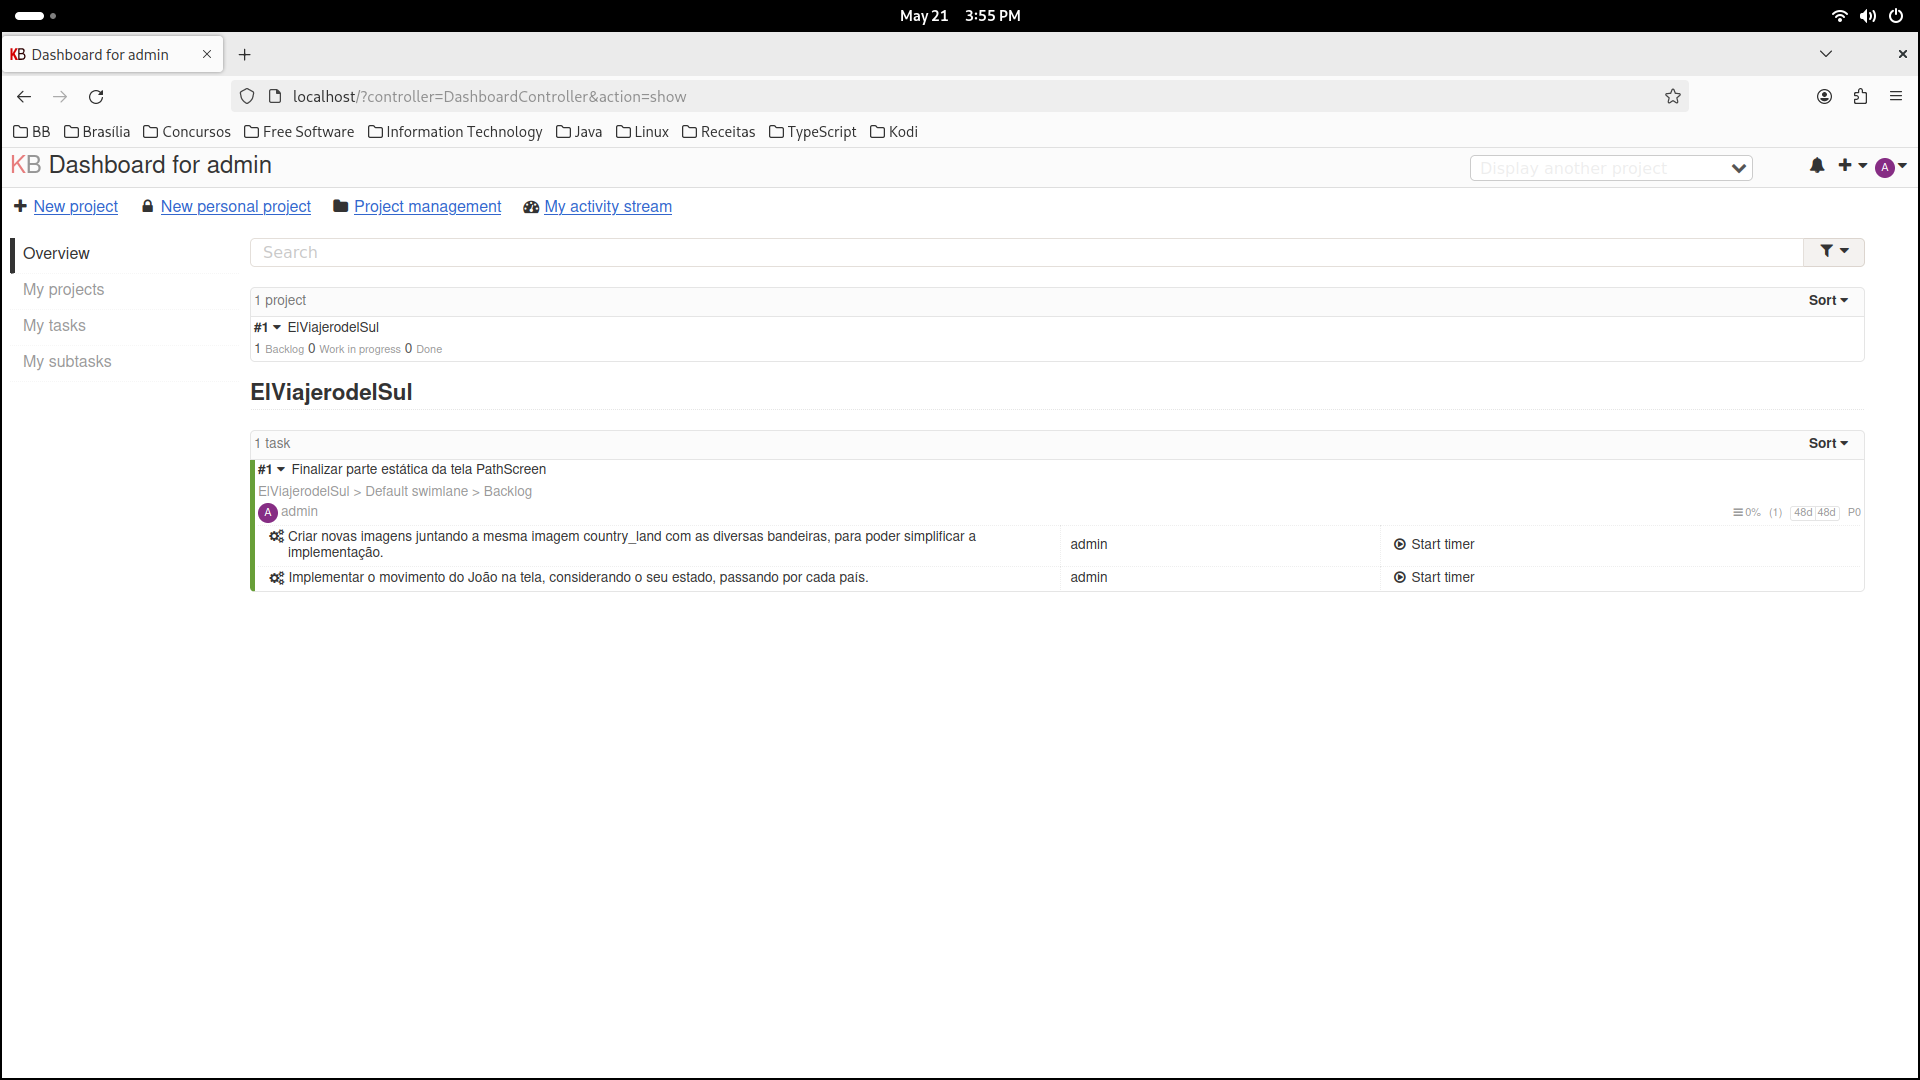 May 21 3:55 PM
KB Dashboard for admin
localhost/?controller=DashboardController&action=show
BB Brasília Concursos Free Software Information Technology Java Linux Receitas TypeScript Kodi
KB Dashboard for admin Display another project A
New project New personal project Project management My activity stream
Overview
My projects
My tasks
My subtasks
Search
1 project Sort
#1 ElViajerodelSul
1 Backlog 0 Work in progress 0 Done
ElViajerodelSul
1 task Sort
#1 Finalizar parte estática da tela PathScreen
ElViajerodelSul > Default swimlane > Backlog
A admin 0% (1) 48d 48d P0
Criar novas imagens juntando a mesma imagem country_land com as diversas bandeiras, para poder simplificar a
implementação.
admin Start timer
Implementar o movimento do João na tela, considerando o seu estado, passando por cada país. admin Start timer